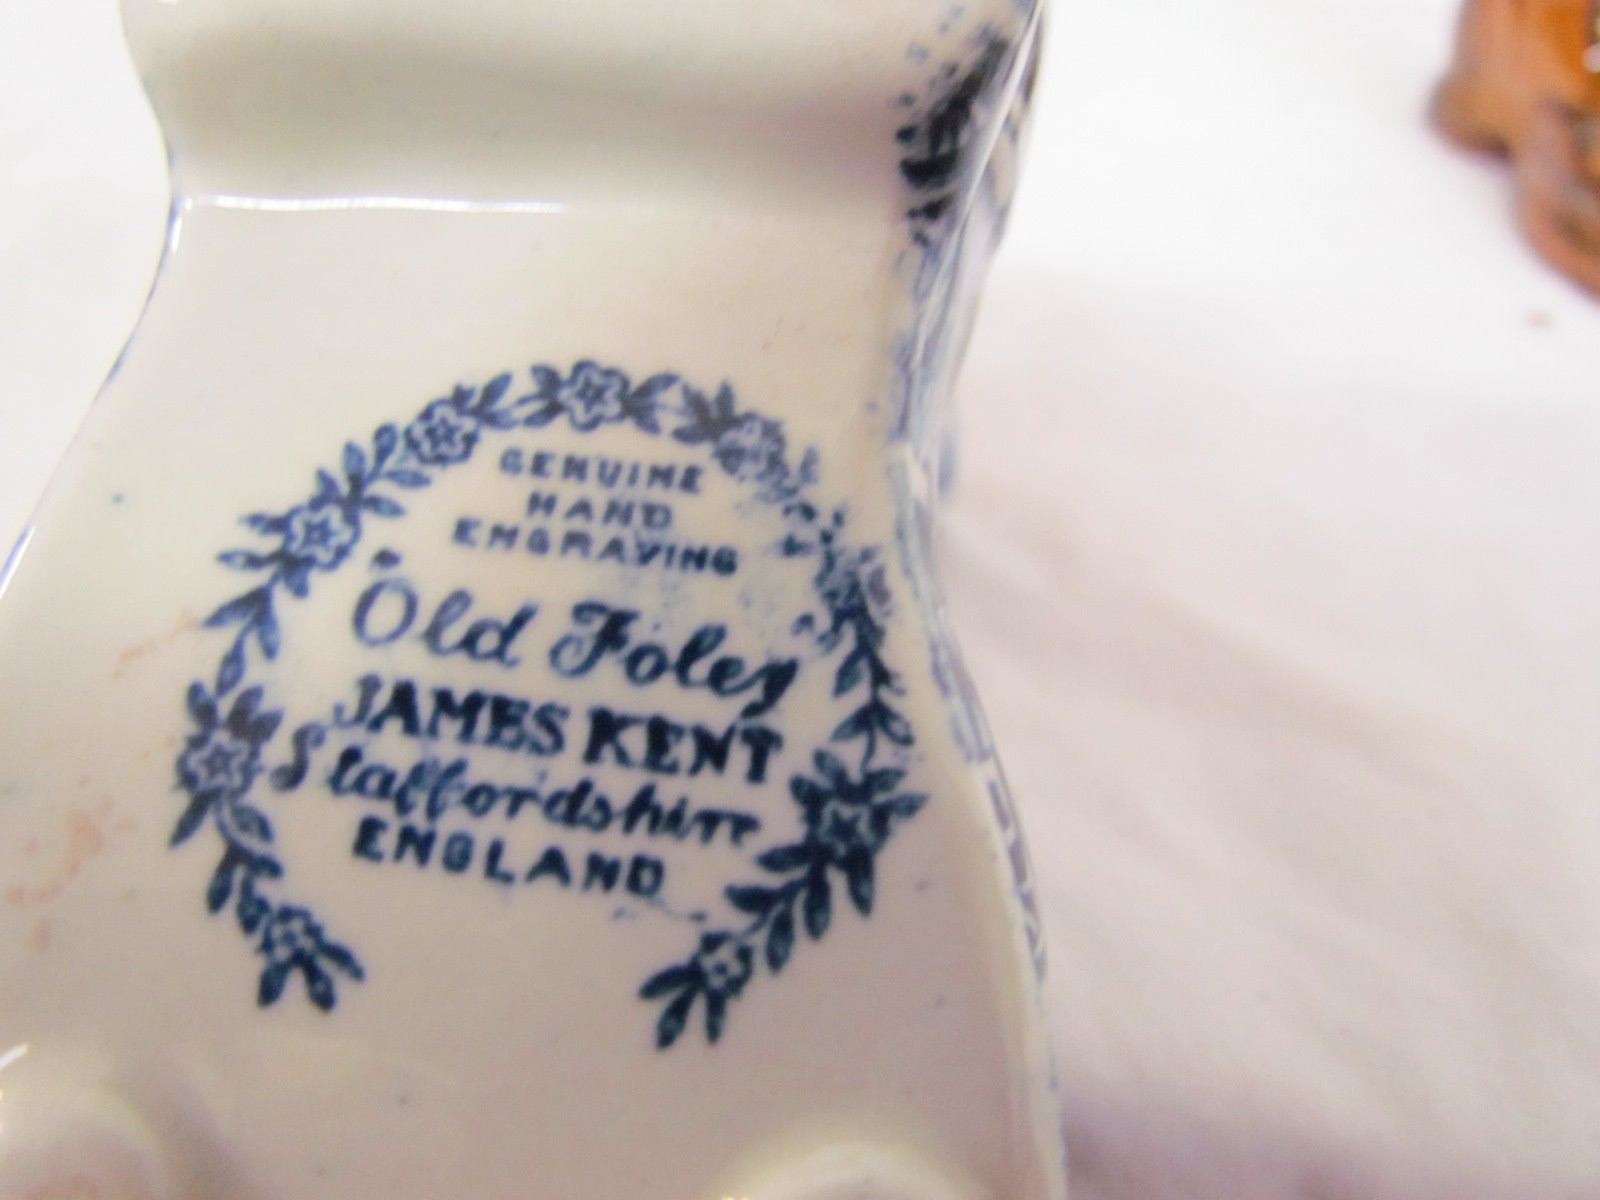 GENUINE
HAND
ENGRAVING
Old Foley
JAMES KENT
Staffordshire
ENGLAND